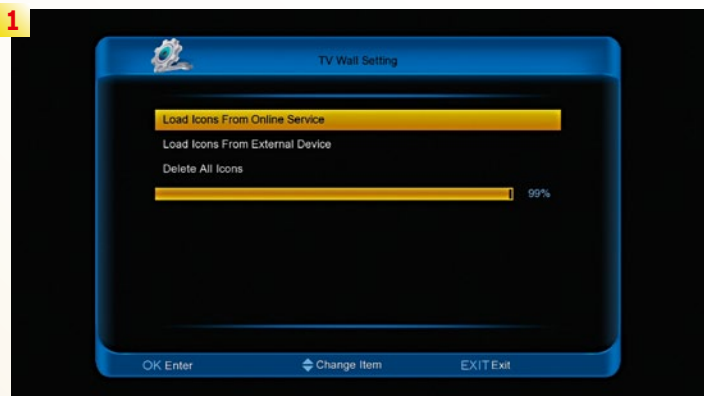 1
TV Wall Setting
Load Icons From Online Service
Load Icons From External Device
Delete All Icons
99%
OK Enter Change Item EXIT Exit